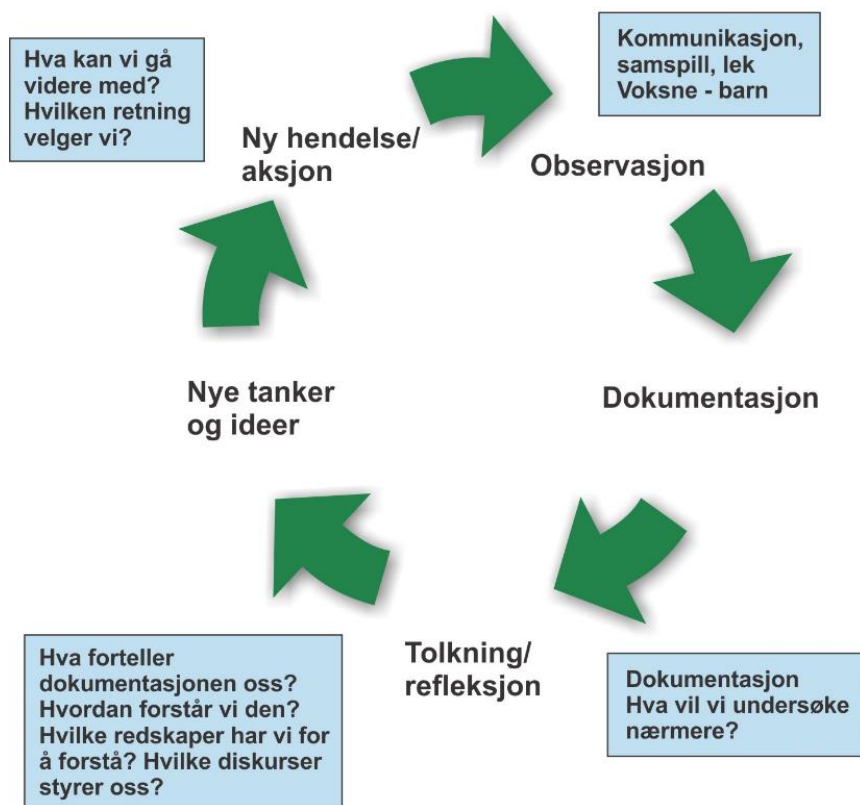 Hva kan vi gå
videre med?
Hvilken retning
velger vi?
Kommunikasjon,
samspill, lek
Voksne - barn
Ny hendelse/
aksjon
Observasjon
Nye tanker
og ideer
Dokumentasjon
Tolkning/
refleksjon
Hva forteller
dokumentasjonen oss?
Hvordan forstår vi den?
Hvilke redskaper har vi for
å forstå? Hvilke diskurser
styrer oss?
Dokumentasjon
Hva vil vi undersøke
nærmere?